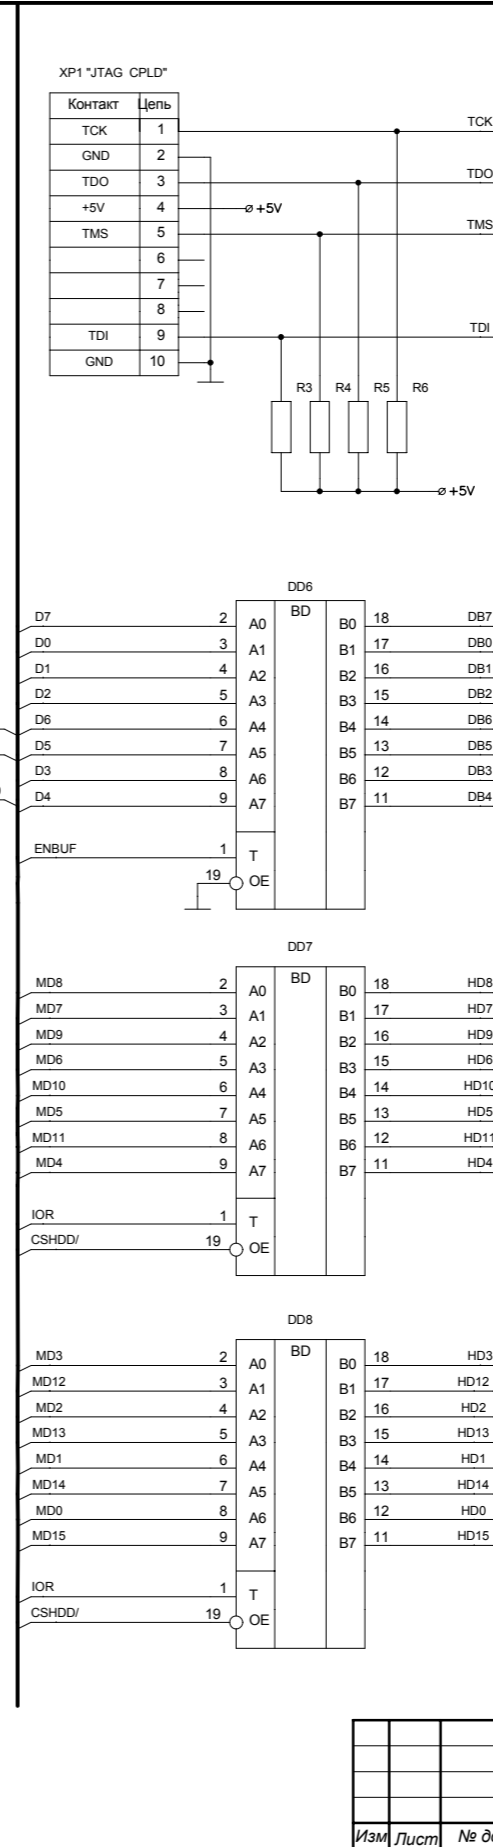 XP1 "JTAG CPLD"
Контакт Цепь
TCK 1 TCK
GND 2
TDO 3 TDO
+5V 4 +5V
TMS 5 TMS
6
7
8
TDI 9 TDI
GND 10
R3 R4 R5 R6
+5V
DD6
BD
D7 2 A0 B0 18 DB7
D0 3 A1 B1 17 DB0
D1 4 A2 B2 16 DB1
D2 5 A3 B3 15 DB2
D6 6 A4 B4 14 DB6
D5 7 A5 B5 13 DB5
D3 8 A6 B6 12 DB3
D4 9 A7 B7 11 DB4
ENBUF 1 T
19 OE
DD7
BD
MD8 2 A0 B0 18 HD8
MD7 3 A1 B1 17 HD7
MD9 4 A2 B2 16 HD9
MD6 5 A3 B3 15 HD6
MD10 6 A4 B4 14 HD10
MD5 7 A5 B5 13 HD5
MD11 8 A6 B6 12 HD11
MD4 9 A7 B7 11 HD4
IOR 1 T
CSHDD/ 19 OE
DD8
BD
MD3 2 A0 B0 18 HD3
MD12 3 A1 B1 17 HD12
MD2 4 A2 B2 16 HD2
MD13 5 A3 B3 15 HD13
MD1 6 A4 B4 14 HD1
MD14 7 A5 B5 13 HD14
MD0 8 A6 B6 12 HD0
MD15 9 A7 B7 11 HD15
IOR 1 T
CSHDD/ 19 OE
Изм Лист №